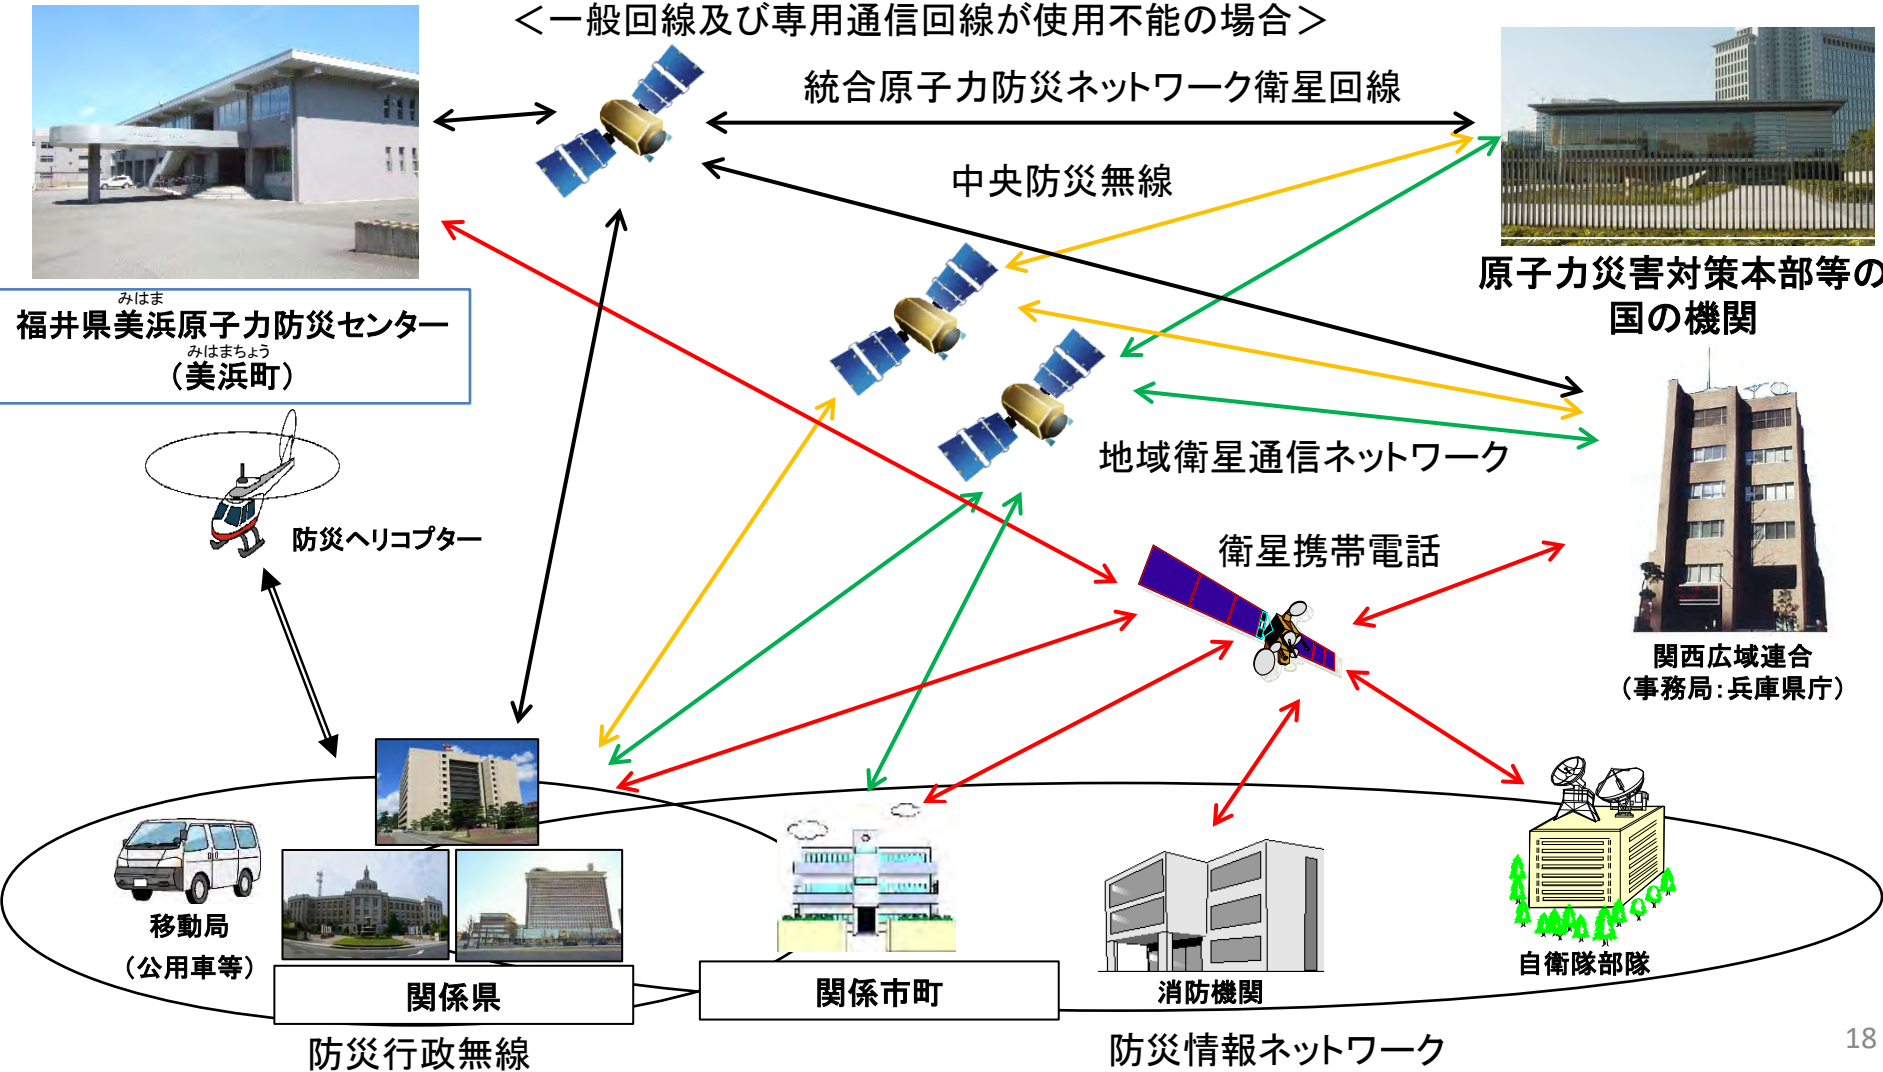 ＜一般回線及び専用通信回線が使用不能の場合＞
統合原子力防災ネットワーク衛星回線
中央防災無線
原子力災害対策本部等の
国の機関
みはま
福井県美浜原子力防災センター
みはまちょう
（美浜町）
地域衛星通信ネットワーク
防災ヘリコプター
衛星携帯電話
関西広域連合
（事務局：兵庫県庁）
移動局
（公用車等）
関係県
関係市町
消防機関
自衛隊部隊
防災行政無線
防災情報ネットワーク
18